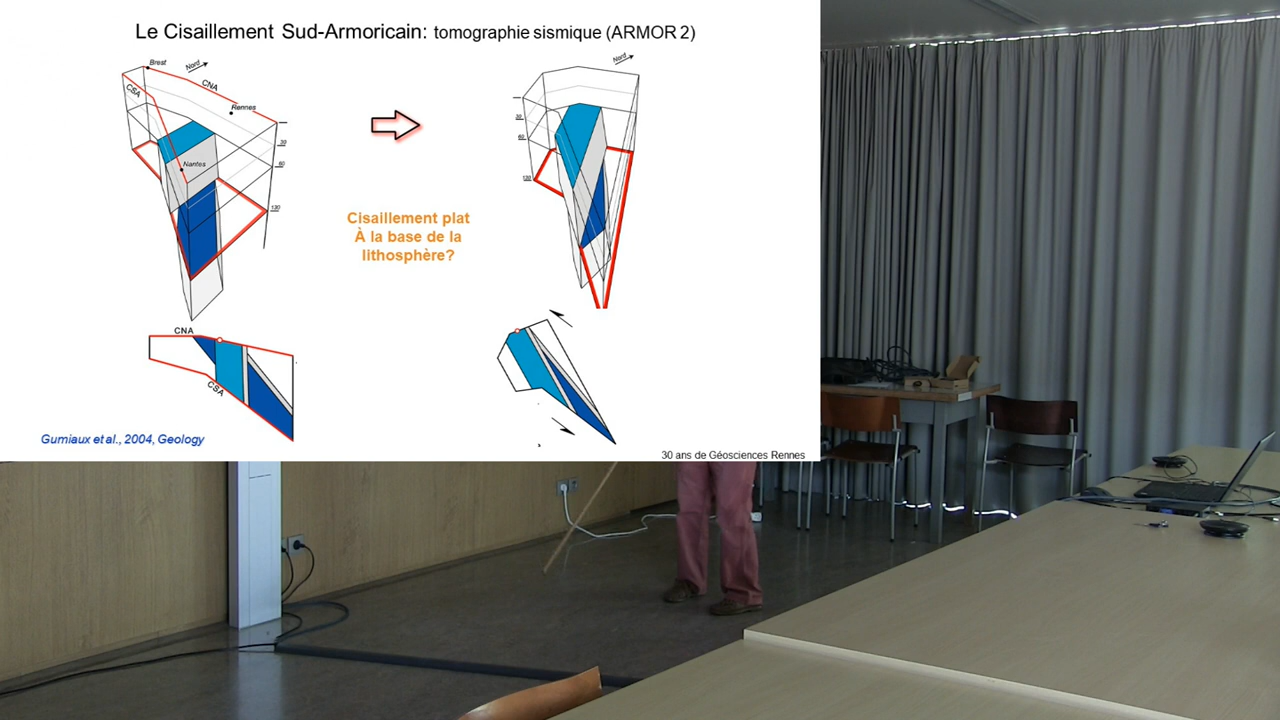 Le Cisaillement Sud-Armoricain: tomographie sismique (ARMOR 2)
Brest
Nord
CNA
CSA
Rennes
30
60
Nantes
120
Nord
30
60
120
Cisaillement plat
À la base de la
lithosphère?
CNA
CSA
Gumiaux et al., 2004, Geology
30 ans de Géosciences Rennes